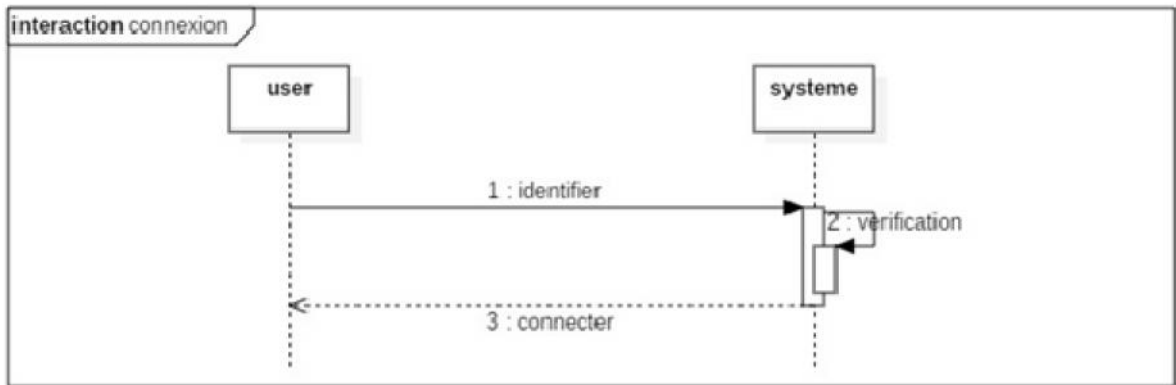 interaction connexion
user
systeme
1 : identifier
2 : verification
3 : connecter